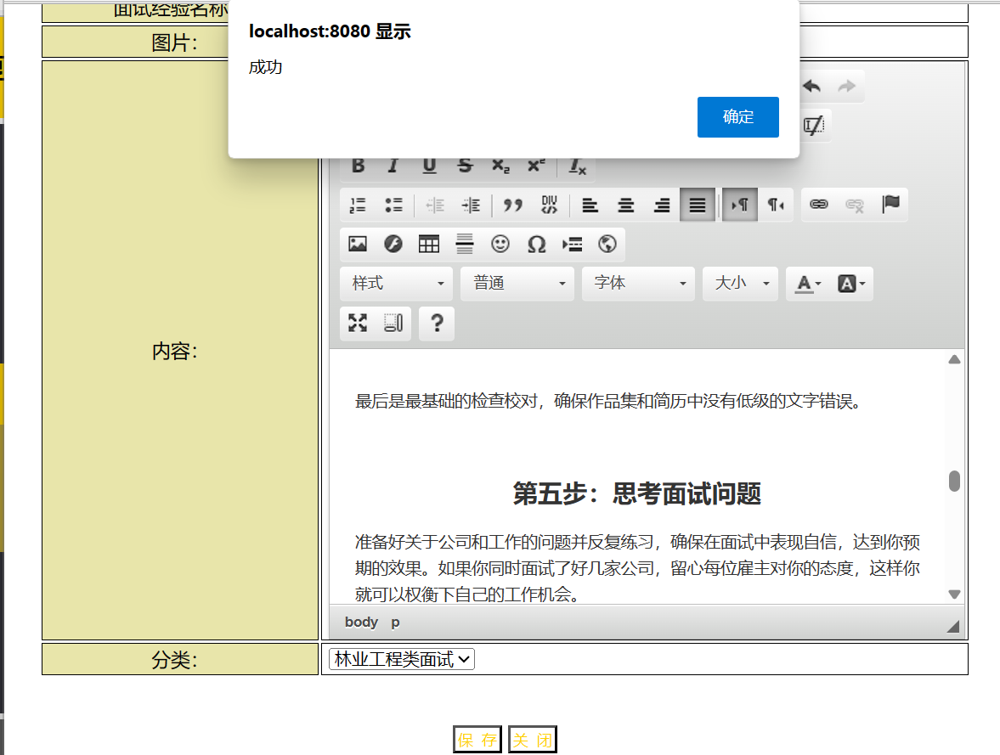 面试经验名称
localhost:8080 显示
成功
确定
图片：
内容：
样式 普通 字体 大小
最后是最基础的检查校对，确保作品集和简历中没有低级的文字错误。
第五步：思考面试问题
准备好关于公司和工作的问题并反复练习，确保在面试中表现自信，达到你预
期的效果。如果你同时面试了好几家公司，留心每位雇主对你的态度，这样你
就可以权衡下自己的工作机会。
body p
分类：
林业工程类面试
保 存 关 闭